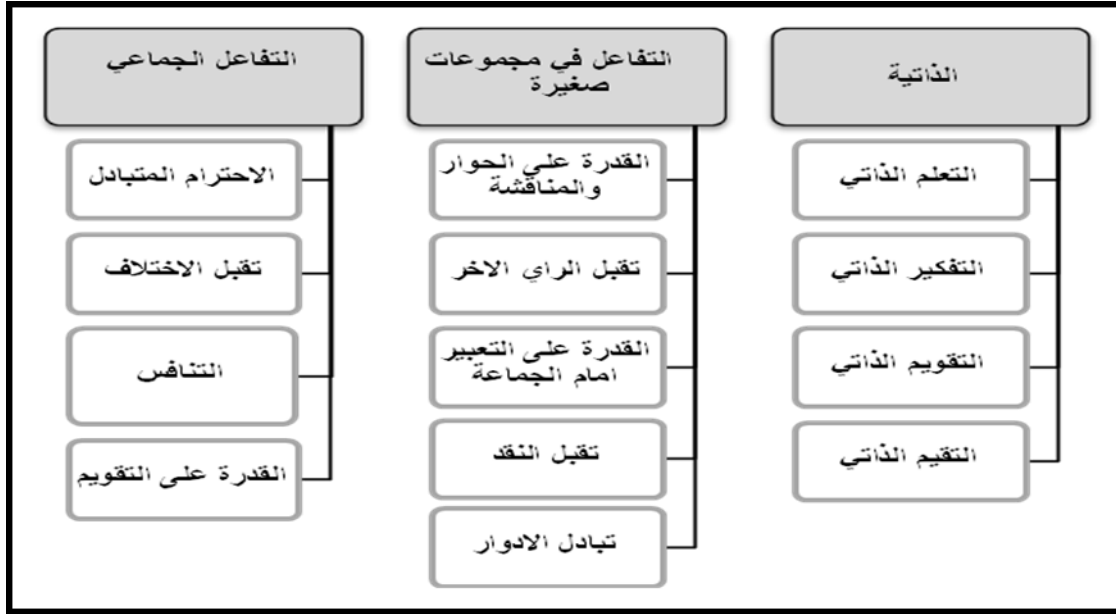 الذاتية
التعلم الذاتي
التفكير الذاتي
التقويم الذاتي
التقيم الذاتي
التفاعل في مجموعات
صغيرة
القدرة على الحوار
والمناقشة
تقبل الراي الاخر
القدرة على التعبير
امام الجماعة
تقبل النقد
تبادل الادوار
التفاعل الجماعي
الاحترام المتبادل
تقبل الاختلاف
التنافس
القدرة على التقويم